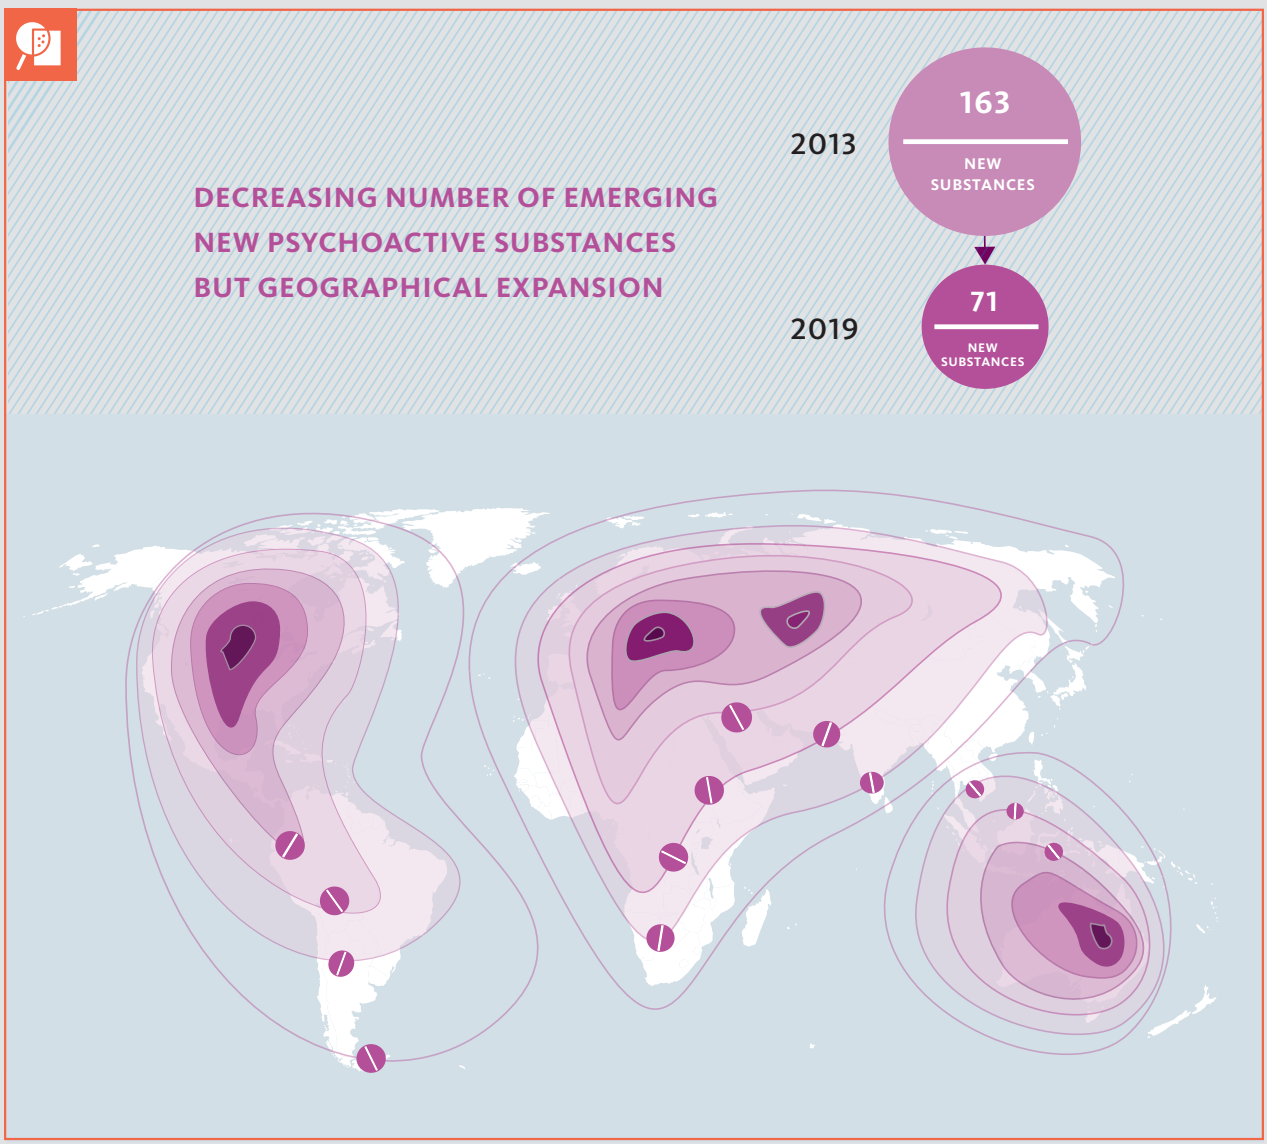 2013
163
NEW
SUBSTANCES
DECREASING NUMBER OF EMERGING
NEW PSYCHOACTIVE SUBSTANCES
BUT GEOGRAPHICAL EXPANSION
2019
71
NEW
SUBSTANCES